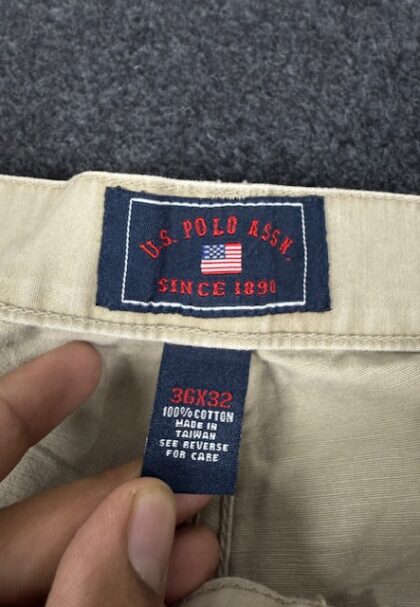 U.S. POLO ASSN.
SINCE 1890
36X32
100% COTTON
MADE IN
TAIWAN
SEE REVERSE
FOR CARE